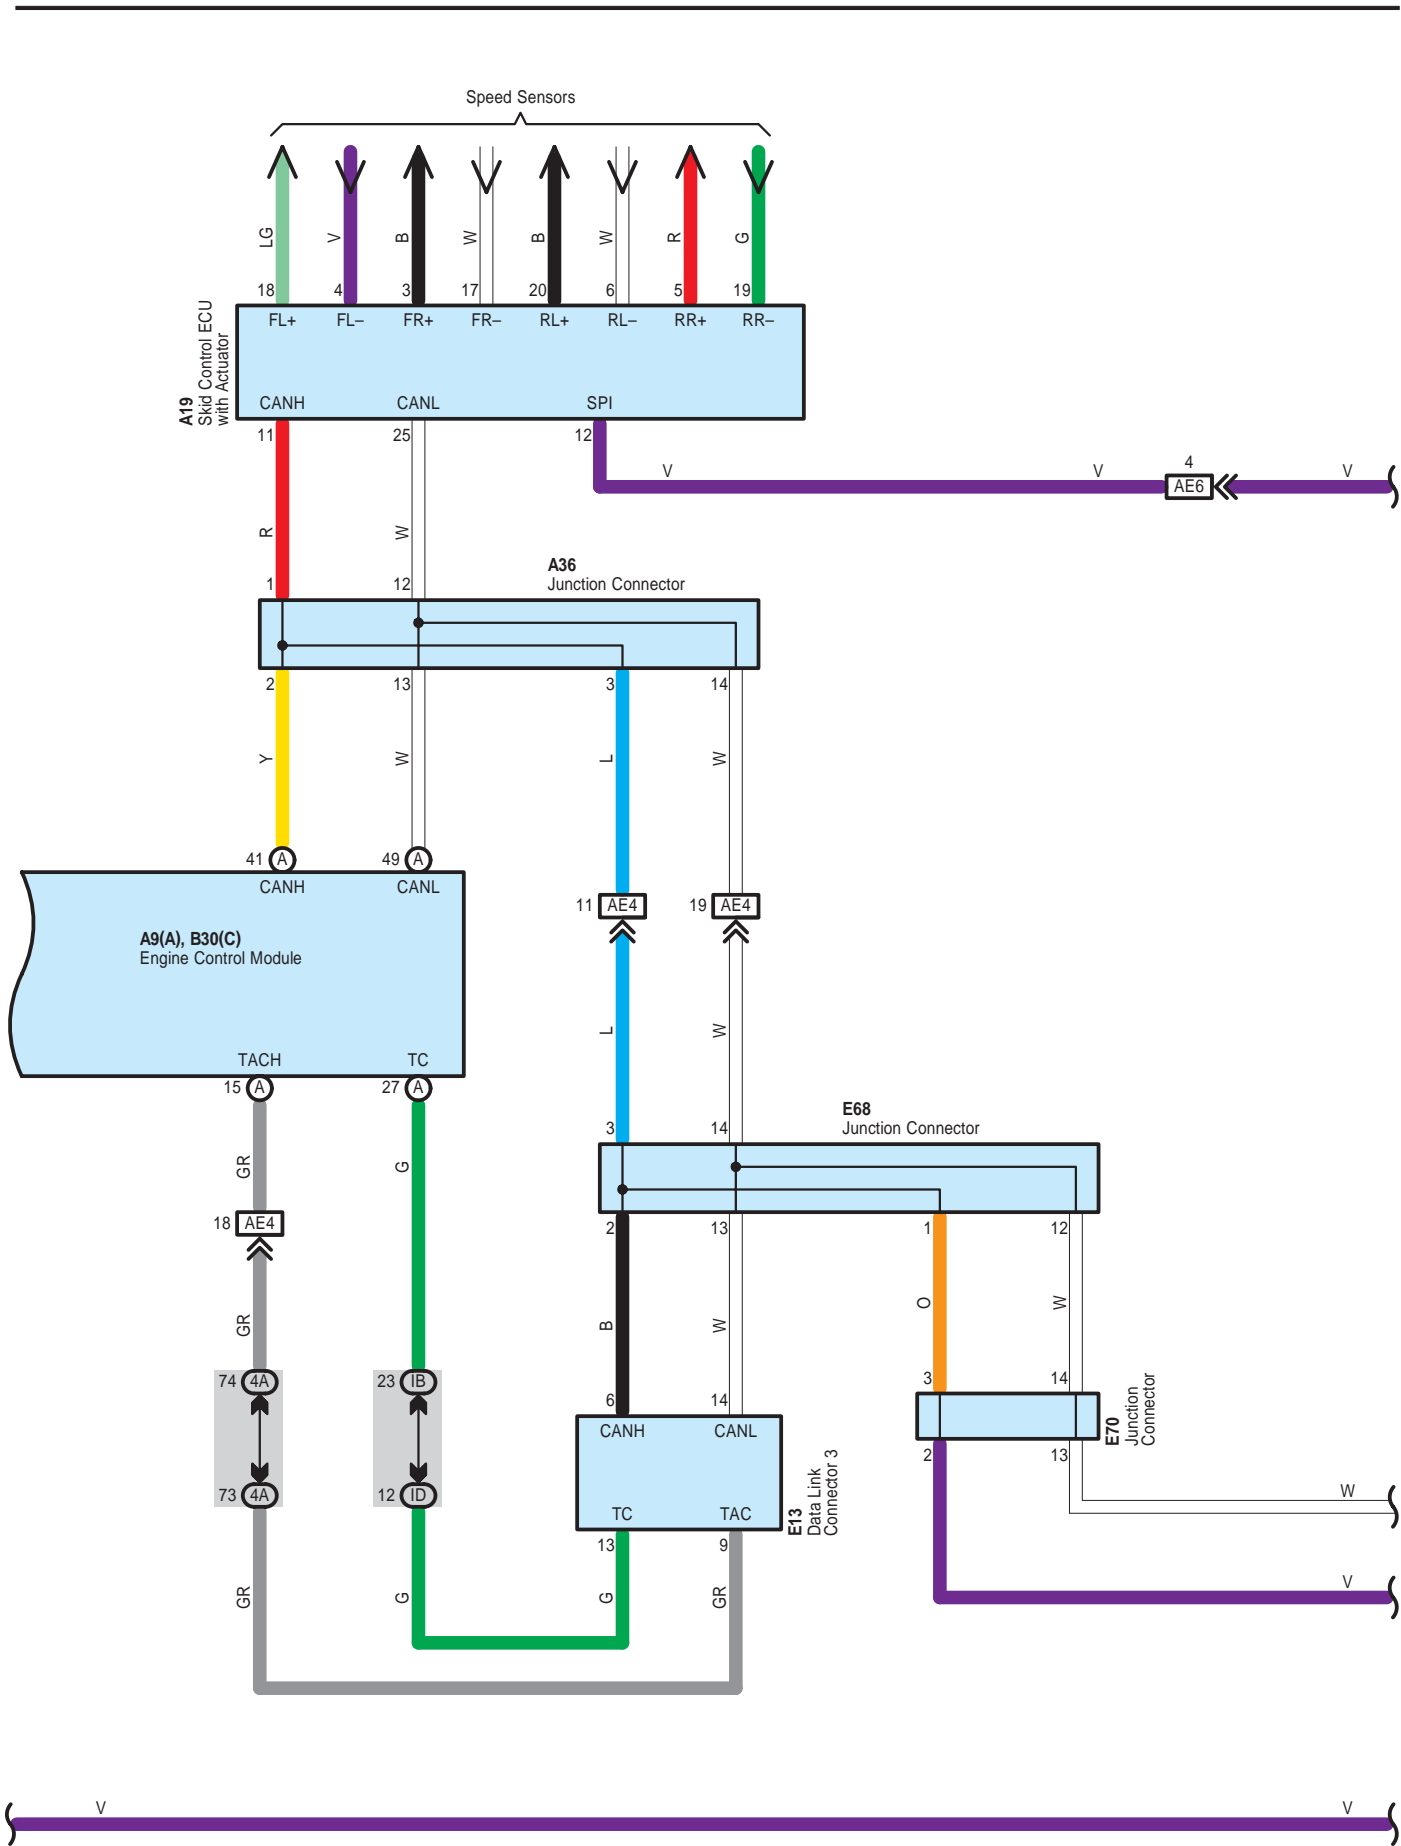 Speed Sensors
LG V B W B W R G
18 4 3 17 20 6 5 19
FL+ FL– FR+ FR– RL+ RL– RR+ RR–
A19
Skid Control ECU
with Actuator
CANH CANL SPI
11 25 12
V V V
4
AE6
R W
A36
Junction Connector
1 12
2 13 3 14
Y W L W
41 A 49 A
CANH CANL
11 AE4 19 AE4
A9(A), B30(C)
Engine Control Module
L W
TACH TC
15 A 27 A
E68
Junction Connector
3 14
GR G
18 AE4
2 13 1 12
GR B W O W
74 4A 23 IB
3 14
E70
Junction
Connector
6 14
CANH CANL
2 13
73 4A 12 ID
E13
Data Link
Connector 3
W
TC TAC
13 9
GR G G GR
V
V V